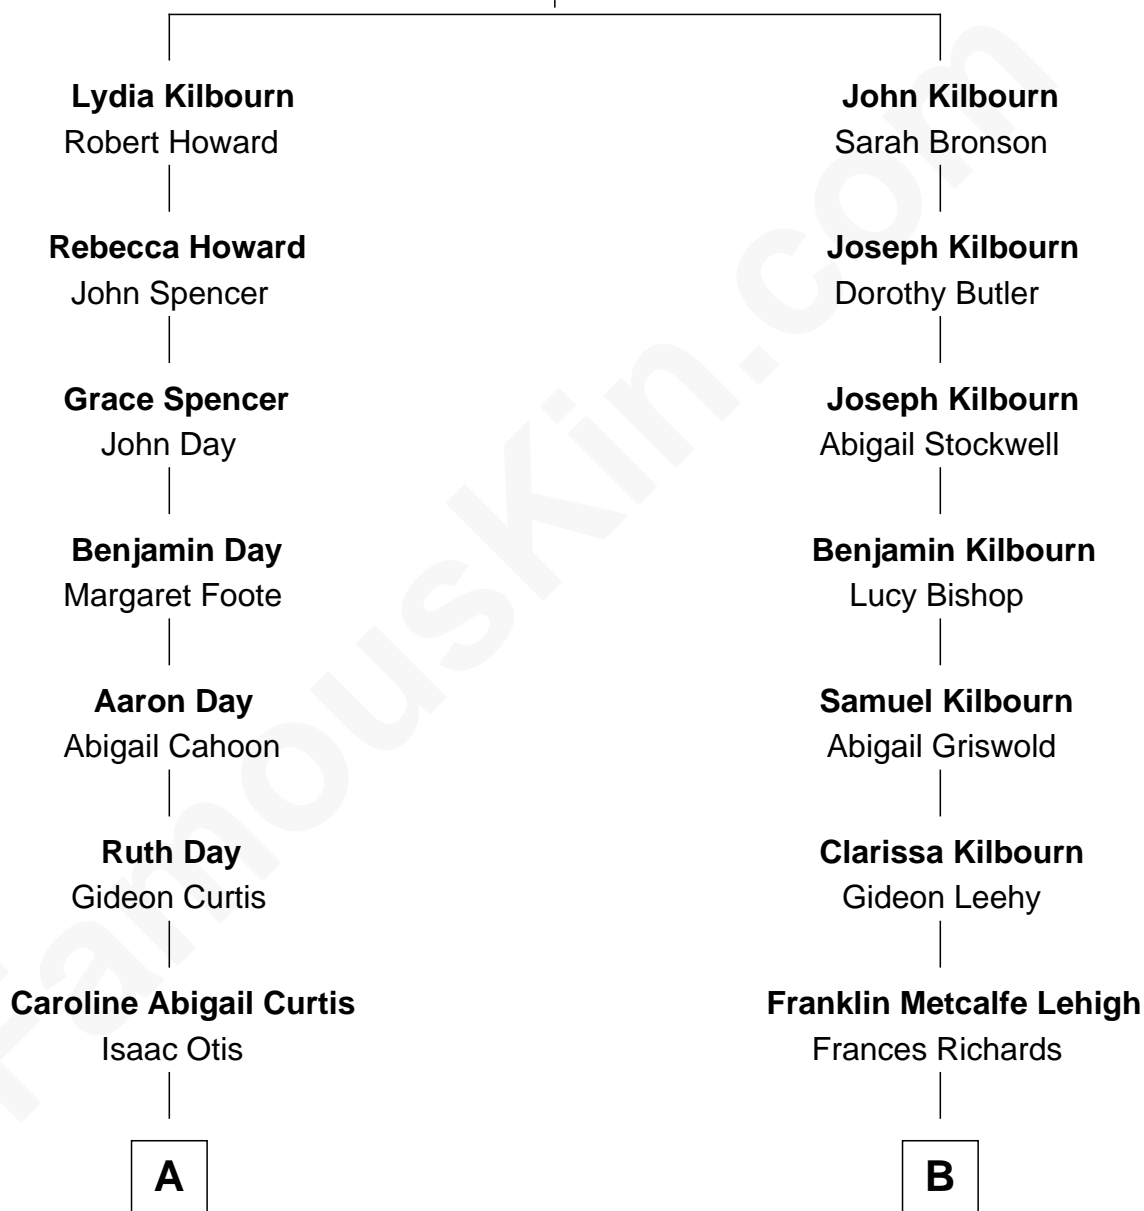 Lydia Kilbourn
Robert Howard
Rebecca Howard
John Spencer
Grace Spencer
John Day
Benjamin Day
Margaret Foote
Aaron Day
Abigail Cahoon
Ruth Day
Gideon Curtis
Caroline Abigail Curtis
Isaac Otis
A
John Kilbourn
Sarah Bronson
Joseph Kilbourn
Dorothy Butler
Joseph Kilbourn
Abigail Stockwell
Benjamin Kilbourn
Lucy Bishop
Samuel Kilbourn
Abigail Griswold
Clarissa Kilbourn
Gideon Leehy
Franklin Metcalfe Lehigh
Frances Richards
B
FamousKin.com